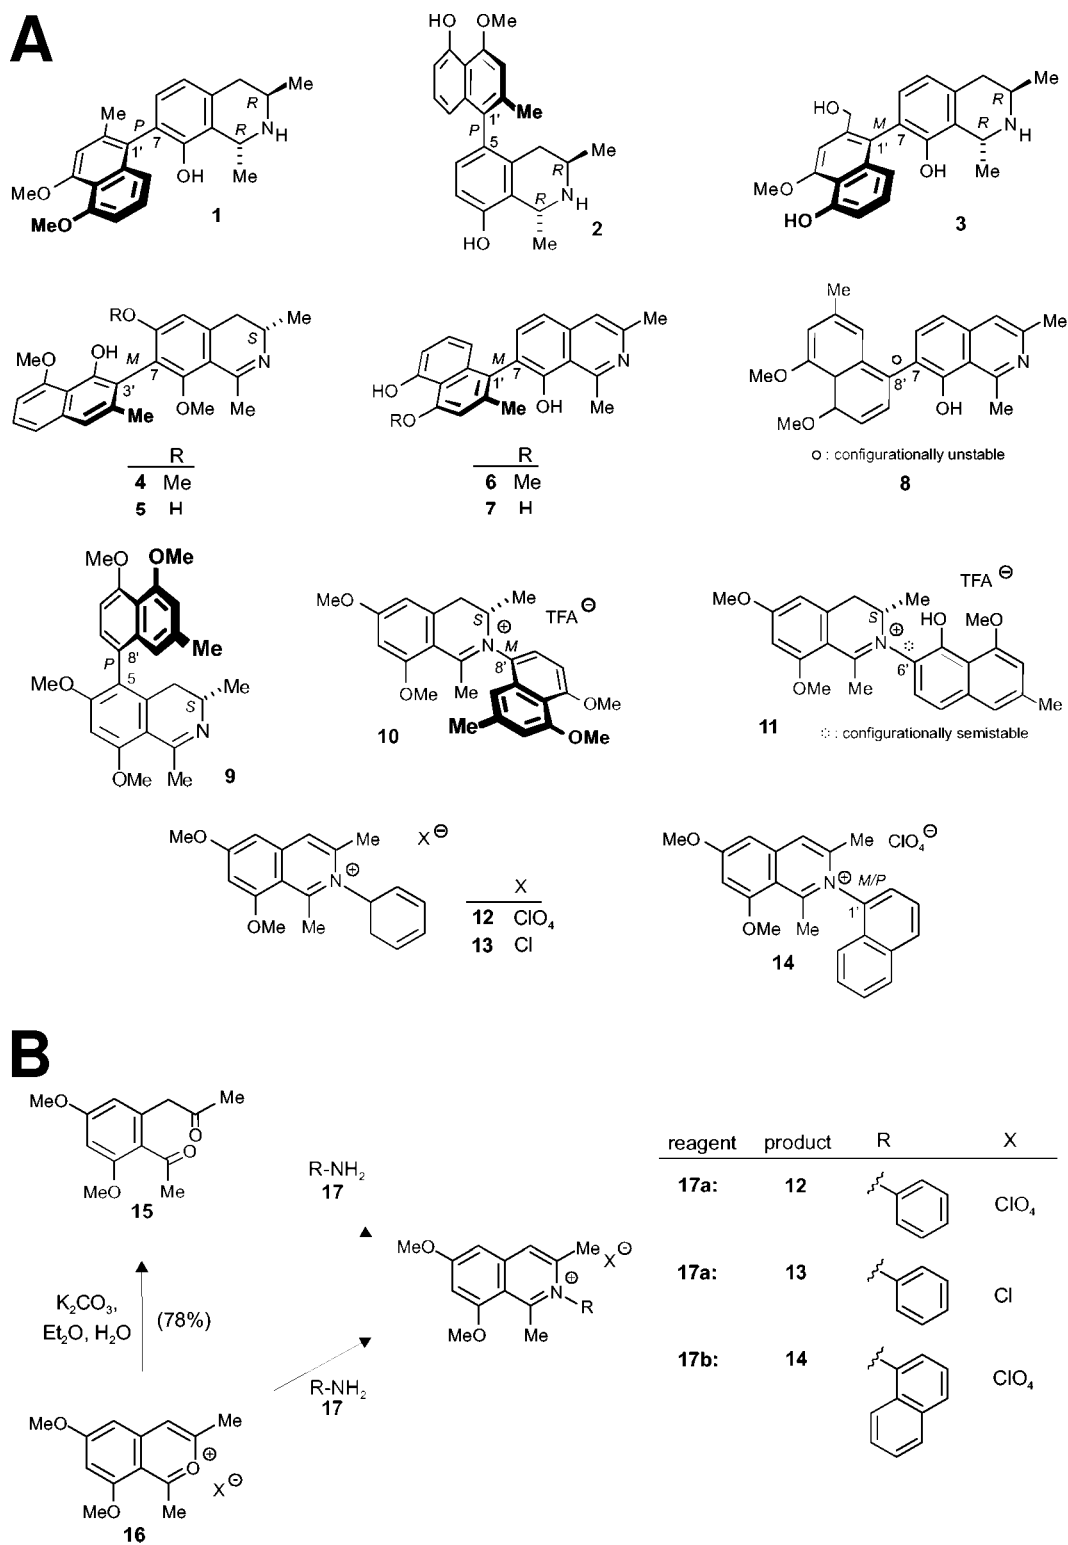 A
Me
P
1'
7
R
R
NH
Me
Me
OH
MeO
MeO
1
HO
OMe
Me
1'
P
5
Me
R
R
NH
HO
Me
2
HO
M
1'
7
R
R
NH
Me
Me
OH
MeO
HO
3
RO
MeO
OH
M
7
3'
Me
OMe
Me
S
N
Me
R
4 Me
5 H
HO
RO
M
1'
7
Me
OH
Me
N
Me
R
6 Me
7 H
Me
MeO
MeO
8'
7
OH
Me
N
Me
: configurationally unstable
8
MeO
OMe
Me
8'
P
5
MeO
Me
S
N
OMe
Me
9
MeO
Me
TFA ⊖
S
N
⊕
M
8'
OMe
Me
OMe
Me
OMe
10
TFA ⊖
MeO
Me
S
N
⊕
HO
MeO
6'
OMe
Me
Me
11
: configurationally semistable
MeO
Me
X ⊖
N
⊕
OMe
Me
X
12 ClO4
13 Cl
MeO
Me
ClO4 ⊖
N
⊕
M/P
1'
OMe
Me
14
B
MeO
Me
O
O
MeO
Me
15
K2CO3,
Et2O, H2O
(78%)
MeO
Me
O
⊕
X⊖
MeO
Me
16
R-NH2
17
R-NH2
17
MeO
Me
X⊖
⊕
N
R
MeO
Me
reagent product R X
17a: 12 ClO4
17a: 13 Cl
17b: 14 ClO4